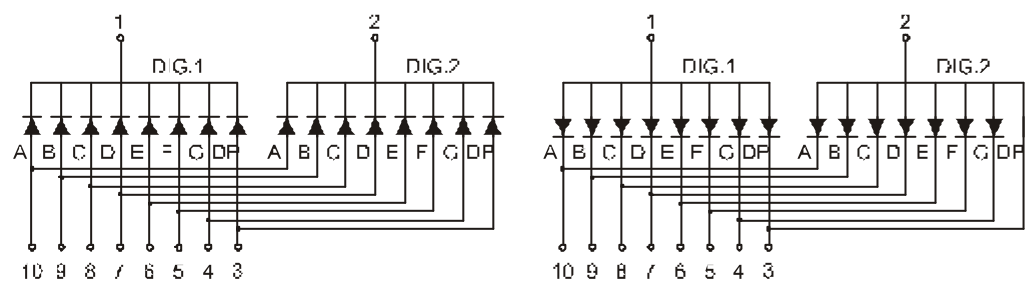 1 2 1 2
DIG.1 DIG.2 DIG.1 DIG.2
A B C D E F G DP A B C D E F G DP A B C D E F G DP A B C D E F G DP
10 9 8 7 6 5 4 3 10 9 8 7 6 5 4 3